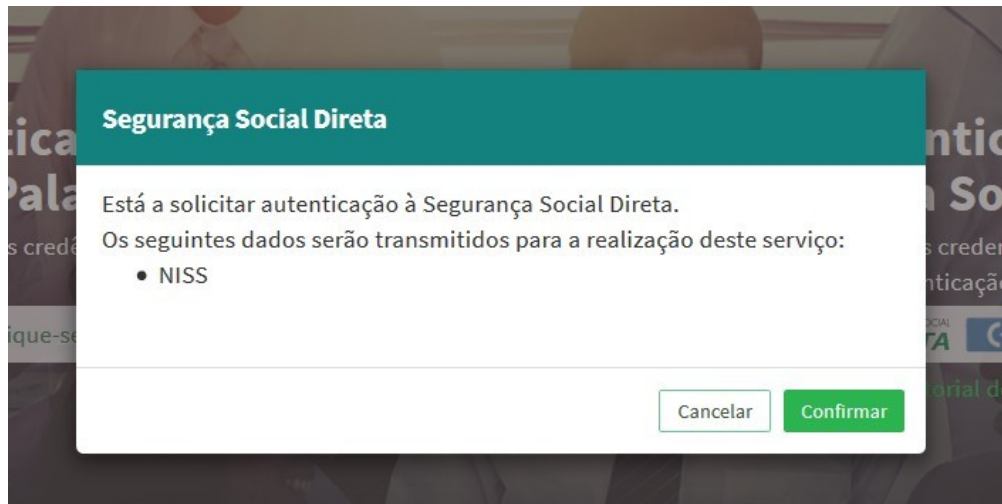 Segurança Social Direta
Está a solicitar autenticação à Segurança Social Direta.
Os seguintes dados serão transmitidos para a realização deste serviço:
NISS
Cancelar
Confirmar